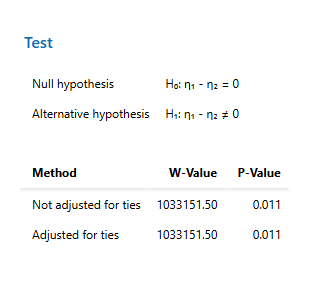 Test
Null hypothesis H₀: η₁ - η₂ = 0
Alternative hypothesis H₁: η₁ - η₂ ≠ 0
Method W-Value P-Value
Not adjusted for ties 1033151.50 0.011
Adjusted for ties 1033151.50 0.011